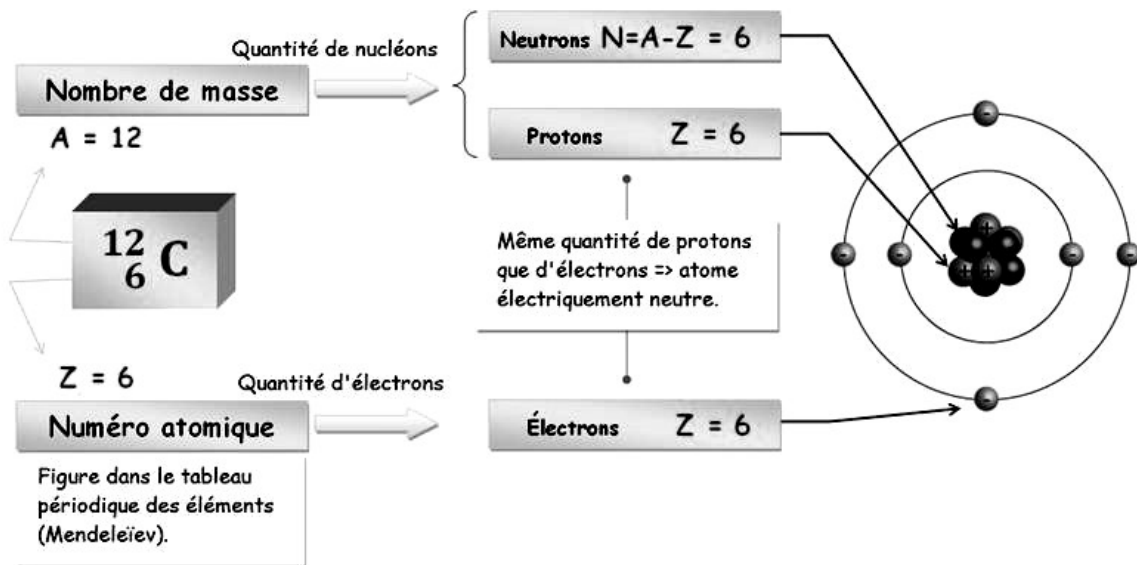 Quantité de nucléons
Nombre de masse
A = 12
Neutrons N=A-Z = 6
Protons Z = 6
12
6 C
Même quantité de protons
que d'électrons => atome
électriquement neutre.
Z = 6
Quantité d'électrons
Numéro atomique
Électrons Z = 6
Figure dans le tableau
périodique des éléments
(Mendeleïev).
+
+
+
-
-
-
-
-
-